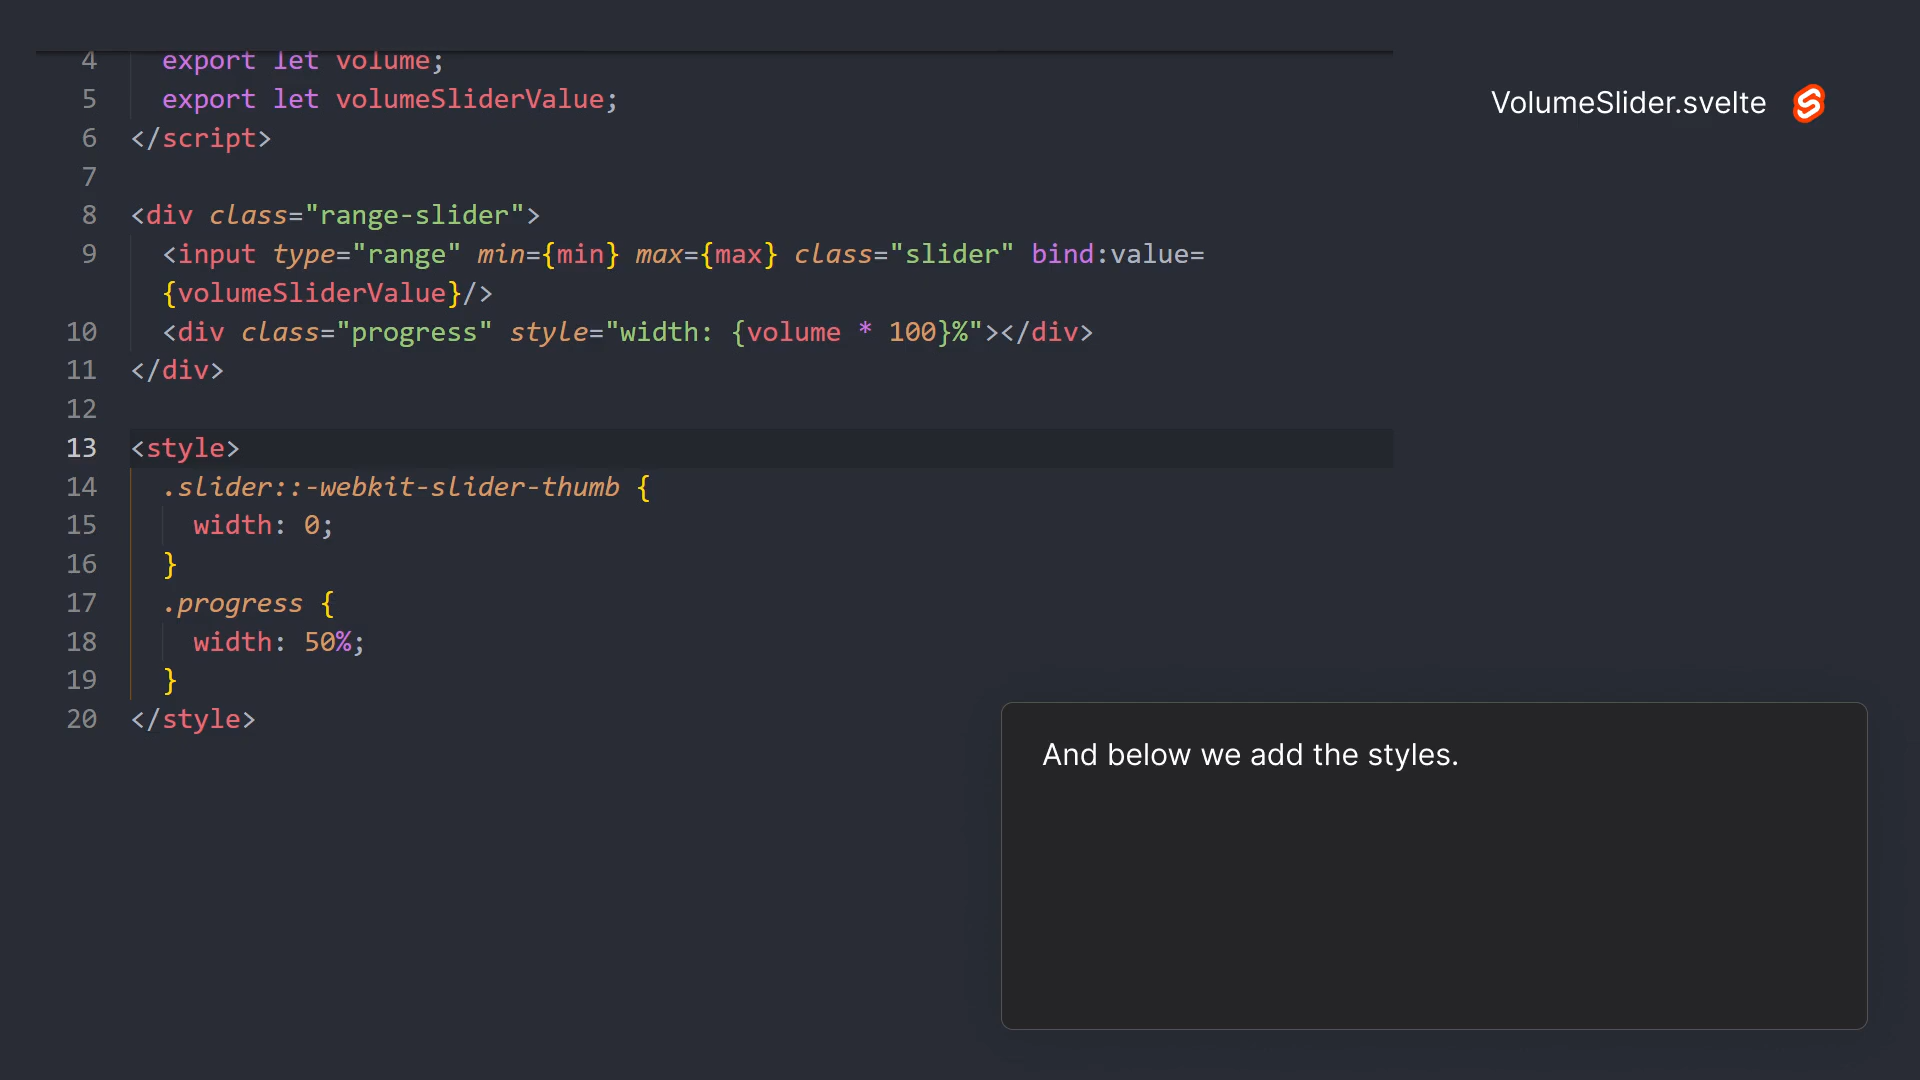 4 export let volume;
5 export let volumeSliderValue;
6 </script>
7
8 <div class="range-slider">
9 <input type="range" min={min} max={max} class="slider" bind:value=
{volumeSliderValue}/>
10 <div class="progress" style="width: {volume * 100}%"></div>
11 </div>
12
13 <style>
14 .slider::-webkit-slider-thumb {
15 width: 0;
16 }
17 .progress {
18 width: 50%;
19 }
20 </style>
VolumeSlider.svelte
And below we add the styles.